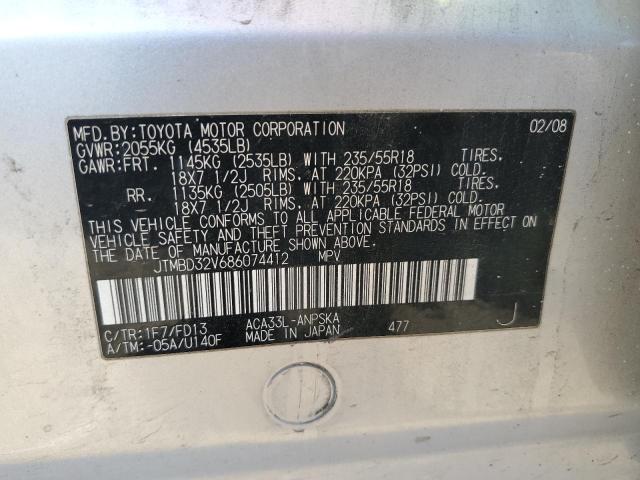 MFD.BY:TOYOTA MOTOR CORPORATION 02/08
GVWR:2055KG (4535LB)
GAWR:FRT. 1145KG (2535LB) WITH 235/55R18 TIRES.
18X7 1/2J RIMS. AT 220KPA (32PSI) COLD.
RR. 1135KG (2505LB) WITH 235/55R18 TIRES.
18X7 1/2J RIMS. AT 220KPA (32PSI) COLD.
THIS VEHICLE CONFORMS TO ALL APPLICABLE FEDERAL MOTOR
VEHICLE SAFETY AND THEFT PREVENTION STANDARDS IN EFFECT
ON THE DATE OF MANUFACTURE SHOWN ABOVE.
JTMBD32V686074412 MPV
C/TR:1F7/FD13 ACA33L-ANPSKA
A/TM:-05A/U140F MADE IN JAPAN 477 J